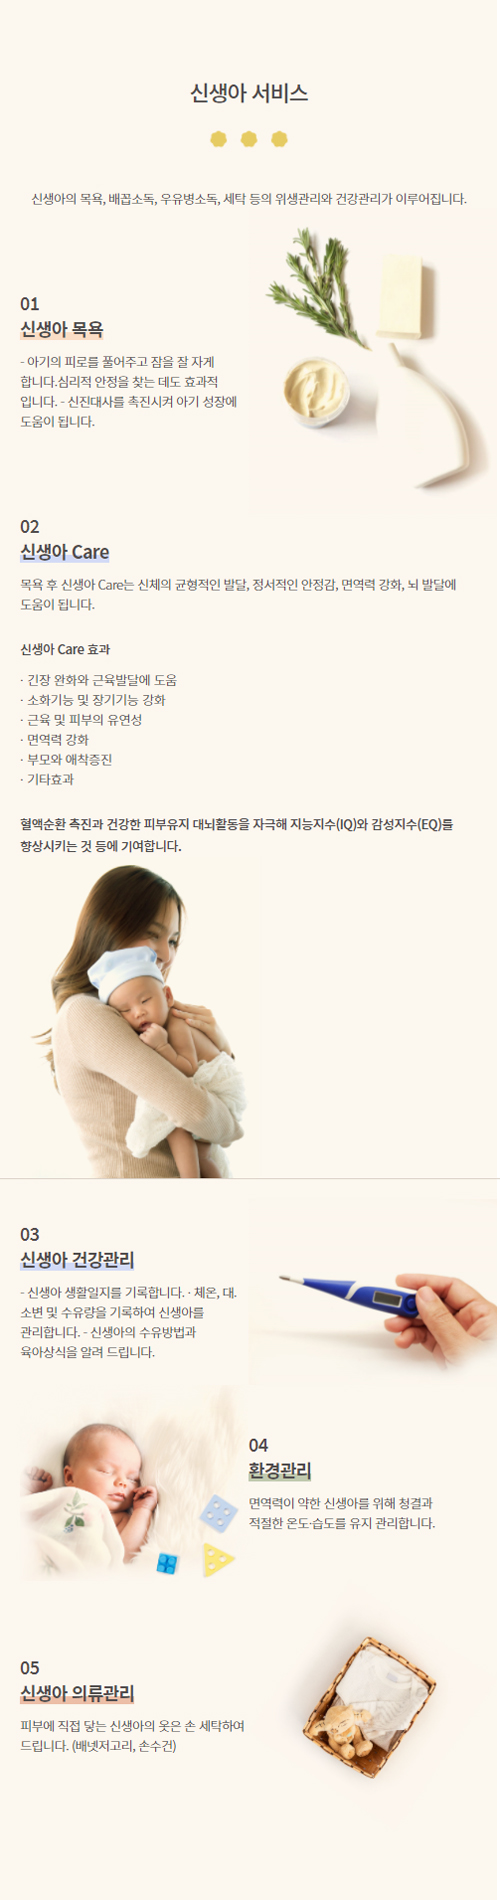 신생아 서비스
신생아의 목욕, 배꼽소독, 우유병소독, 세탁 등의 위생관리와 건강관리가 이루어집니다.
01
신생아 목욕
- 아기의 피로를 풀어주고 잠을 잘 자게
합니다.심리적 안정을 찾는 데도 효과적
입니다. - 신진대사를 촉진시켜 아기 성장에
도움이 됩니다.
02
신생아 Care
목욕 후 신생아 Care는 신체의 균형적인 발달, 정서적인 안정감, 면역력 강화, 뇌 발달에
도움이 됩니다.
신생아 Care 효과
· 긴장 완화와 근육발달에 도움
· 소화기능 및 장기기능 강화
· 근육 및 피부의 유연성
· 면역력 강화
· 부모와 애착증진
· 기타효과
혈액순환 촉진과 건강한 피부유지 대뇌활동을 자극해 지능지수(IQ)와 감성지수(EQ)를
향상시키는 것 등에 기여합니다.
03
신생아 건강관리
- 신생아 생활일지를 기록합니다. · 체온, 대.
소변 및 수유량을 기록하여 신생아를
관리합니다. - 신생아의 수유방법과
육아상식을 알려 드립니다.
04
환경관리
면역력이 약한 신생아를 위해 청결과
적절한 온도·습도를 유지 관리합니다.
05
신생아 의류관리
피부에 직접 닿는 신생아의 옷은 손 세탁하여
드립니다. (배넷저고리, 손수건)